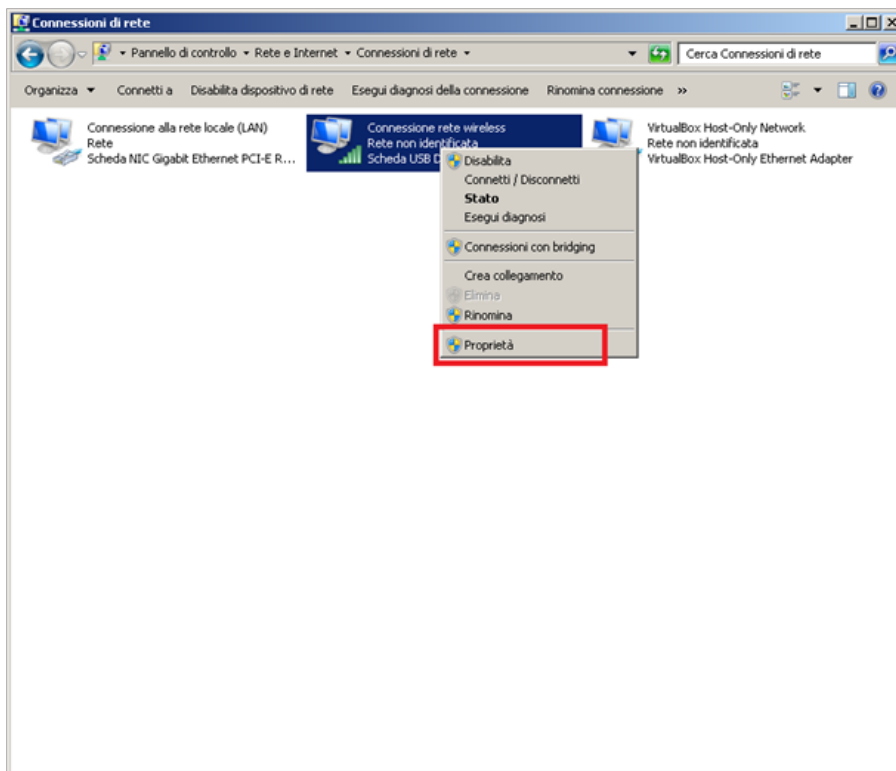 Connessioni di rete
Pannello di controllo Rete e Internet Connessioni di rete
Cerca Connessioni di rete
Organizza Connetti a Disabilita dispositivo di rete Esegui diagnosi della connessione Rinomina connessione »
Connessione alla rete locale (LAN)
Rete
Scheda NIC Gigabit Ethernet PCI-E R...
Connessione rete wireless
Rete non identificata
Scheda USB D
VirtualBox Host-Only Network
Rete non identificata
VirtualBox Host-Only Ethernet Adapter
Disabilita
Connetti / Disconnetti
Stato
Esegui diagnosi
Connessioni con bridging
Crea collegamento
Elimina
Rinomina
Proprietà